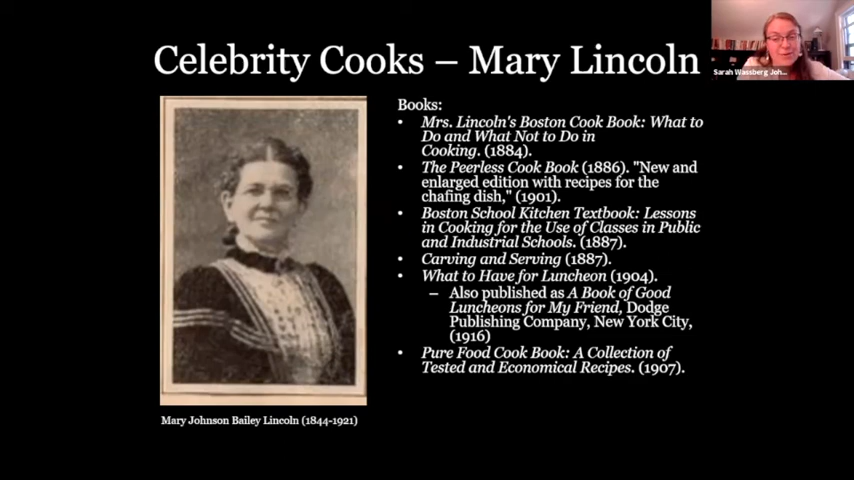 Celebrity Cooks – Mary Lincoln
Sarah Wassberg Joh...
Books:
• Mrs. Lincoln's Boston Cook Book: What to
Do and What Not to Do in
Cooking. (1884).
• The Peerless Cook Book (1886). "New and
enlarged edition with recipes for the
chafing dish," (1901).
• Boston School Kitchen Textbook: Lessons
in Cooking for the Use of Classes in Public
and Industrial Schools. (1887).
• Carving and Serving (1887).
• What to Have for Luncheon (1904).
– Also published as A Book of Good
Luncheons for My Friend, Dodge
Publishing Company, New York City,
(1916)
• Pure Food Cook Book: A Collection of
Tested and Economical Recipes. (1907).
Mary Johnson Bailey Lincoln (1844-1921)